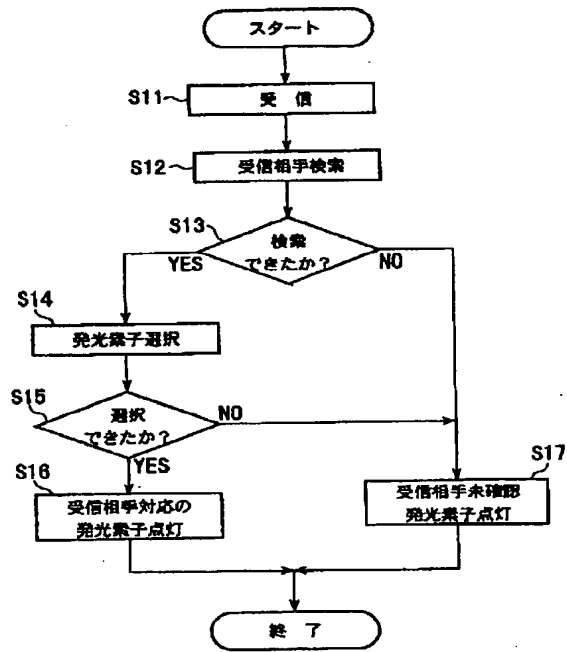 スタート
S11
受 信
S12
受信相手検索
S13
検索
できたか?
YES
NO
S14
発光素子選択
S15
選択
できたか?
NO
YES
S16
受信相手対応の
発光素子点灯
S17
受信相手未確認
発光素子点灯
終 了